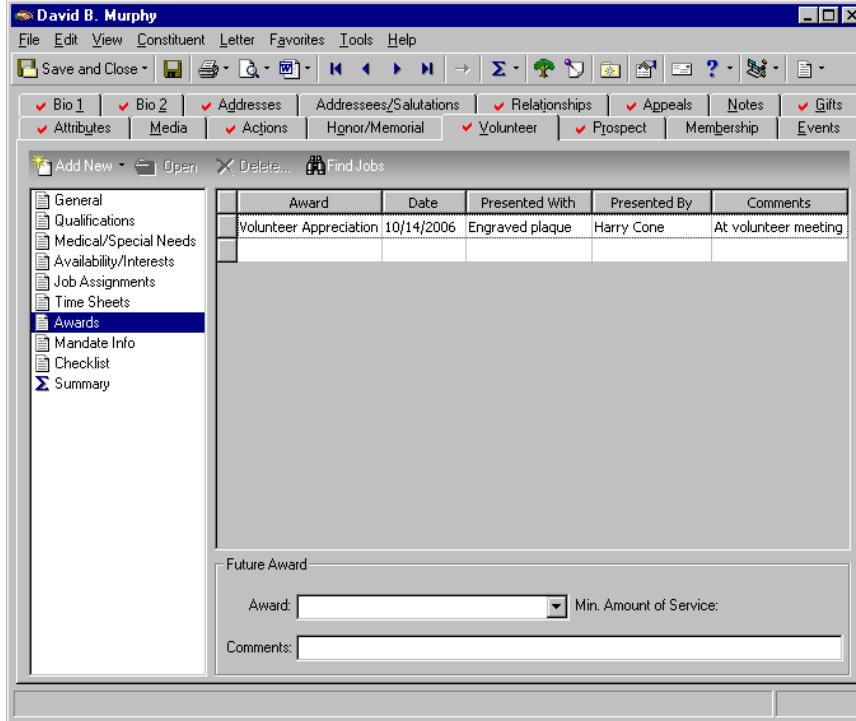 David B. Murphy
File Edit View Constituent Letter Favorites Tools Help
Save and Close
Bio 1 Bio 2 Addresses Addressees/Salutations Relationships Appeals Notes Gifts
Attributes Media Actions Honor/Memorial Volunteer Prospect Membership Events
Add New Open Delete... Find Jobs
General
Qualifications
Medical/Special Needs
Availability/Interests
Job Assignments
Time Sheets
Awards
Mandate Info
Checklist
Σ Summary
Award Date Presented With Presented By Comments
Volunteer Appreciation 10/14/2006 Engraved plaque Harry Cone At volunteer meeting
Future Award
Award: Min. Amount of Service:
Comments: